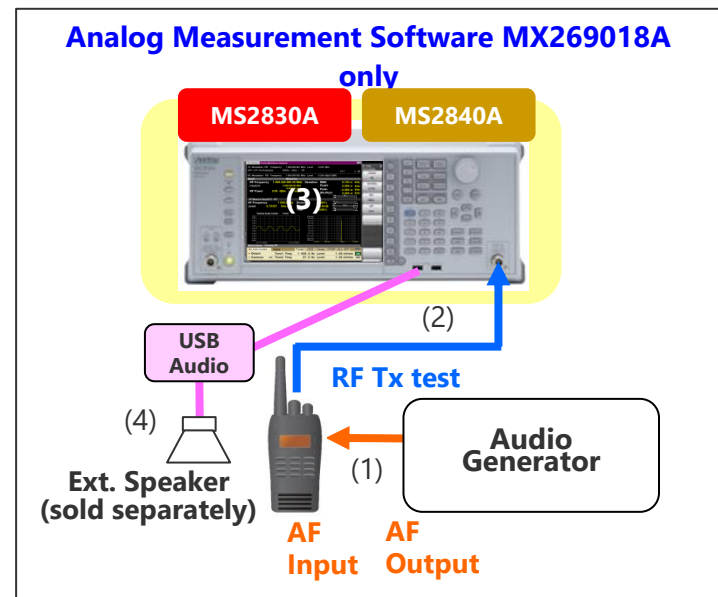 Analog Measurement Software MX269018A
only
MS2830A
MS2840A
(3)
(2)
USB
Audio
RF Tx test
(4)
Audio
Generator
(1)
Ext. Speaker
(sold separately)
AF
Input
AF
Output